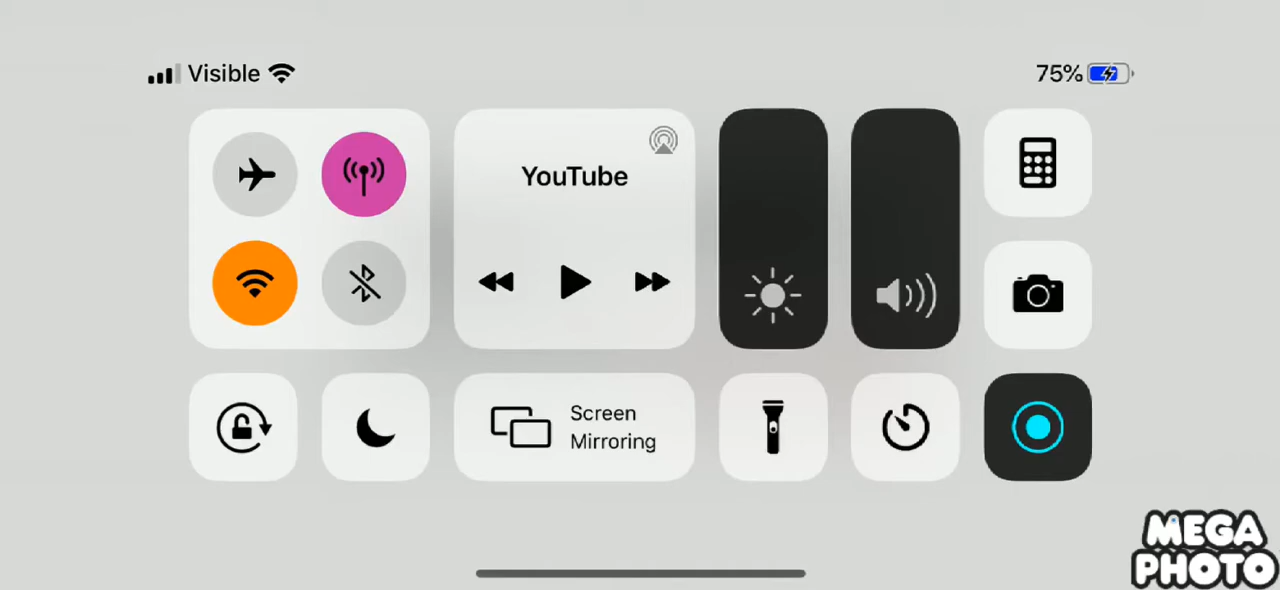 Visible
75%
YouTube
Screen
Mirroring
MEGA
PHOTO